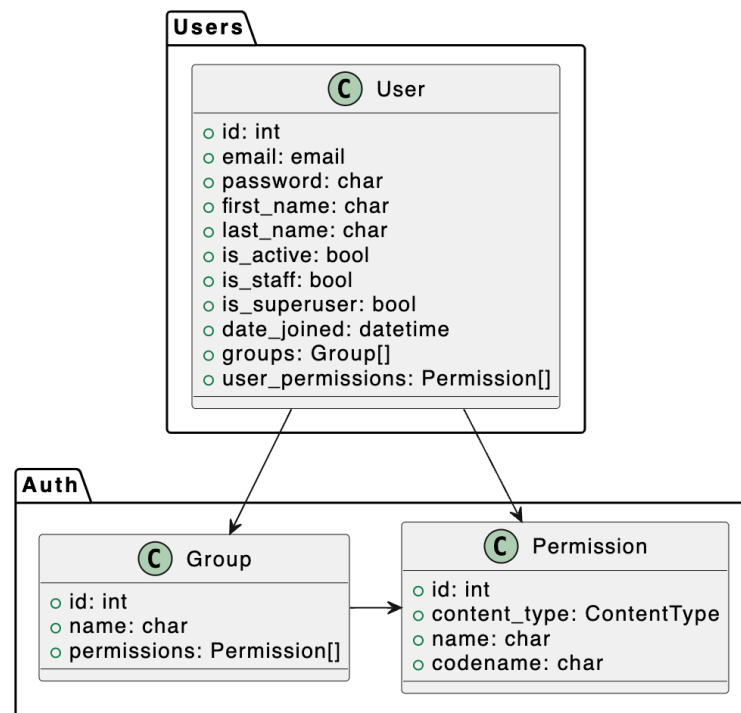 Users
C User
id: int
email: email
password: char
first_name: char
last_name: char
is_active: bool
is_staff: bool
is_superuser: bool
date_joined: datetime
groups: Group[]
user_permissions: Permission[]
Auth
C Group
id: int
name: char
permissions: Permission[]
C Permission
id: int
content_type: ContentType
name: char
codename: char